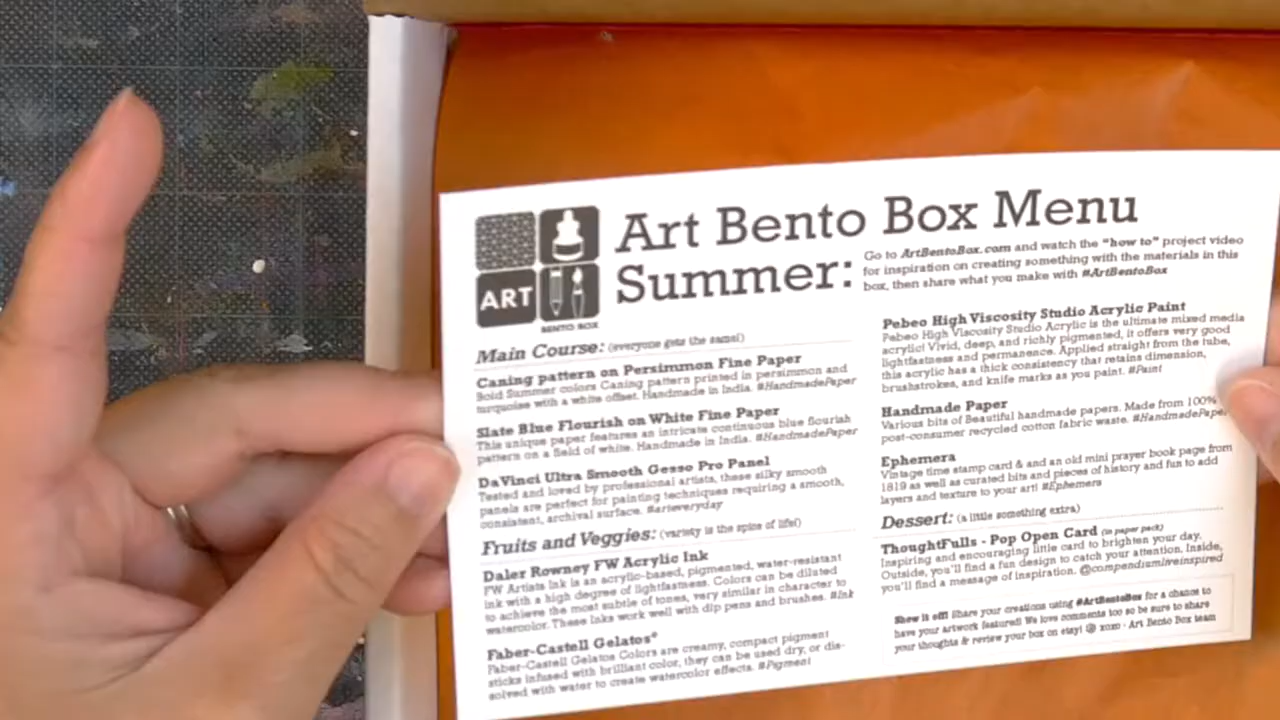 ART
BENTO BOX
Art Bento Box Menu
Summer:
Go to ArtBentoBox.com and watch the "how to" project video
for inspiration on creating something with the materials in this
box, then share what you make with #ArtBentoBox
Main Course: (everyone gets the same!)
Caning pattern on Persimmon Fine Paper
Bold Summer colors Caning pattern printed in persimmon and
turquoise with a white offset. Handmade in India. #HandmadePaper
Slate Blue Flourish on White Fine Paper
This unique paper features an intricate continuous blue flourish
pattern on a field of white. Handmade in India. #HandmadePaper
DaVinci Ultra Smooth Gesso Pro Panel
Tested and loved by professional artists, these silky smooth
panels are perfect for painting techniques requiring a smooth,
consistent, archival surface. #arteveryday
Fruits and Veggies: (variety is the spice of life!)
Daler Rowney FW Acrylic Ink
FW Artists Ink is an acrylic-based, pigmented, water-resistant
ink with a high degree of lightfastness. Colors can be diluted
to achieve the most subtle of tones, very similar in character to
watercolor. These Inks work well with dip pens and brushes. #Ink
Faber-Castell Gelatos®
Faber-Castell Gelatos Colors are creamy, compact pigment
sticks infused with brilliant color, they can be used dry, or dis-
solved with water to create watercolor effects. #Pigment
Pebeo High Viscosity Studio Acrylic Paint
Pebeo High Viscosity Studio Acrylic is the ultimate mixed media
acrylic! Vivid, deep, and richly pigmented, it offers very good
lightfastness and permanence. Applied straight from the tube,
this acrylic has a thick consistency that retains dimension,
brushstrokes, and knife marks as you paint. #Paint
Handmade Paper
Various bits of Beautiful handmade papers. Made from 100%
post-consumer recycled cotton fabric waste. #HandmadePaper
Ephemera
Vintage time stamp card & and an old mini prayer book page from
1819 as well as curated bits and pieces of history and fun to add
layers and texture to your art! #Ephemera
Dessert: (a little something extra)
ThoughtFulls - Pop Open Card (in paper pack)
Inspiring and encouraging little card to brighten your day.
Outside, you'll find a fun design to catch your attention. Inside,
you'll find a message of inspiration. @compendiumliveinspired
Show it off! Share your creations using #ArtBentoBox for a chance to
have your artwork featured! We love comments too so be sure to share
your thoughts & review your box on etsy! @ xoxo - Art Bento Box team